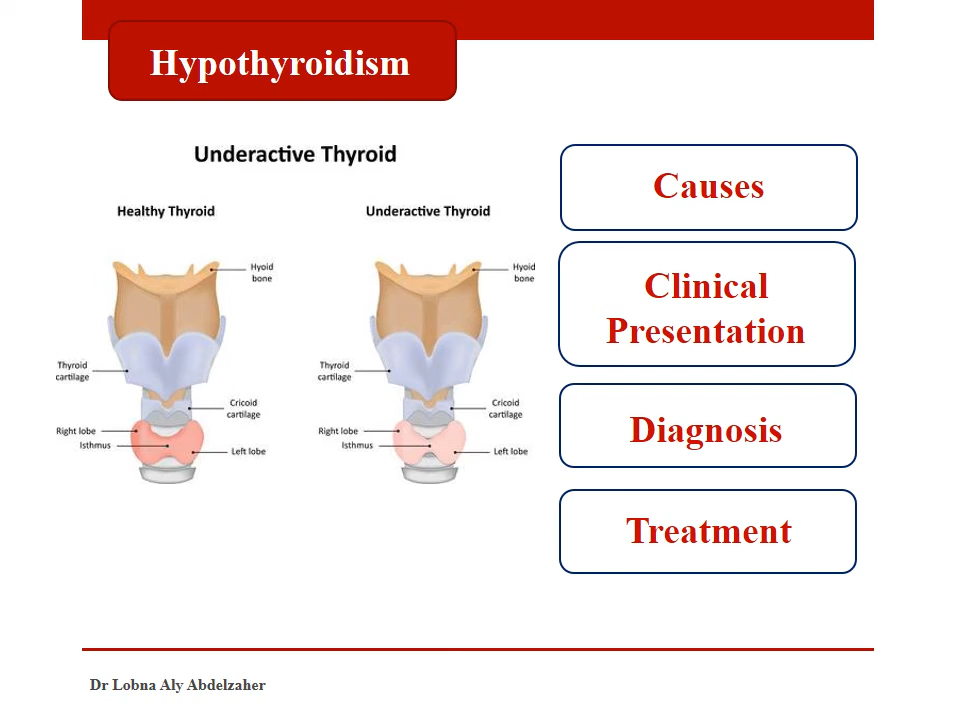 Hypothyroidism
Underactive Thyroid
Healthy Thyroid
Hyoid
bone
Thyroid
cartilage
Cricoid
cartilage
Right lobe
Isthmus
Left lobe
Underactive Thyroid
Hyoid
bone
Thyroid
cartilage
Cricoid
cartilage
Right lobe
Isthmus
Left lobe
Causes
Clinical
Presentation
Diagnosis
Treatment
Dr Lobna Aly Abdelzaher